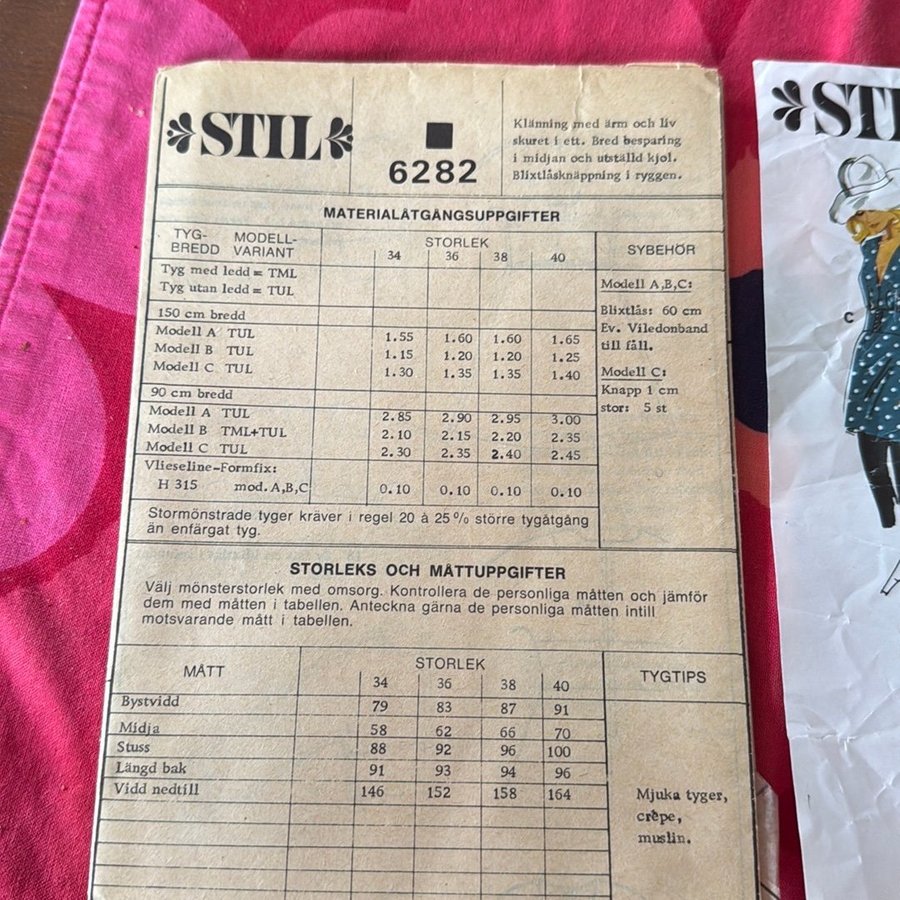 STIL
6282
Klänning med ärm och liv
skuret i ett. Bred besparing
i midjan och utställd kjol.
Blixtlåsknäppning i ryggen.
MATERIALÅTGÅNGSUPPGIFTER
TYG- MODELL- STORLEK SYBEHÖR
BREDD VARIANT 34 36 38 40
Tyg med ledd = TML
Tyg utan ledd = TUL
150 cm bredd
Modell A TUL 1.55 1.60 1.60 1.65
Modell B TUL 1.15 1.20 1.20 1.25
Modell C TUL 1.30 1.35 1.35 1.40
90 cm bredd
Modell A TUL 2.85 2.90 2.95 3.00
Modell B TML+TUL 2.10 2.15 2.20 2.35
Modell C TUL 2.30 2.35 2.40 2.45
Vlieseline-Formfix:
H 315 mod. A,B,C 0.10 0.10 0.10 0.10
Modell A,B,C:
Blixtlås: 60 cm
Ev. Viledonband
till fåll.
Modell C:
Knapp 1 cm
stor: 5 st
Stormönstrade tyger kräver i regel 20 à 25% större tygåtgång
än enfärgat tyg.
STORLEKS OCH MÅTTUPPGIFTER
Välj mönsterstorlek med omsorg. Kontrollera de personliga måtten och jämför
dem med måtten i tabellen. Anteckna gärna de personliga måtten intill
motsvarande mått i tabellen.
MÅTT STORLEK TYGTIPS
34 36 38 40
Bystvidd 79 83 87 91
Midja 58 62 66 70
Stuss 88 92 96 100
Längd bak 91 93 94 96
Vidd nedtill 146 152 158 164
Mjuka tyger,
crèpe,
muslin.
STI
C